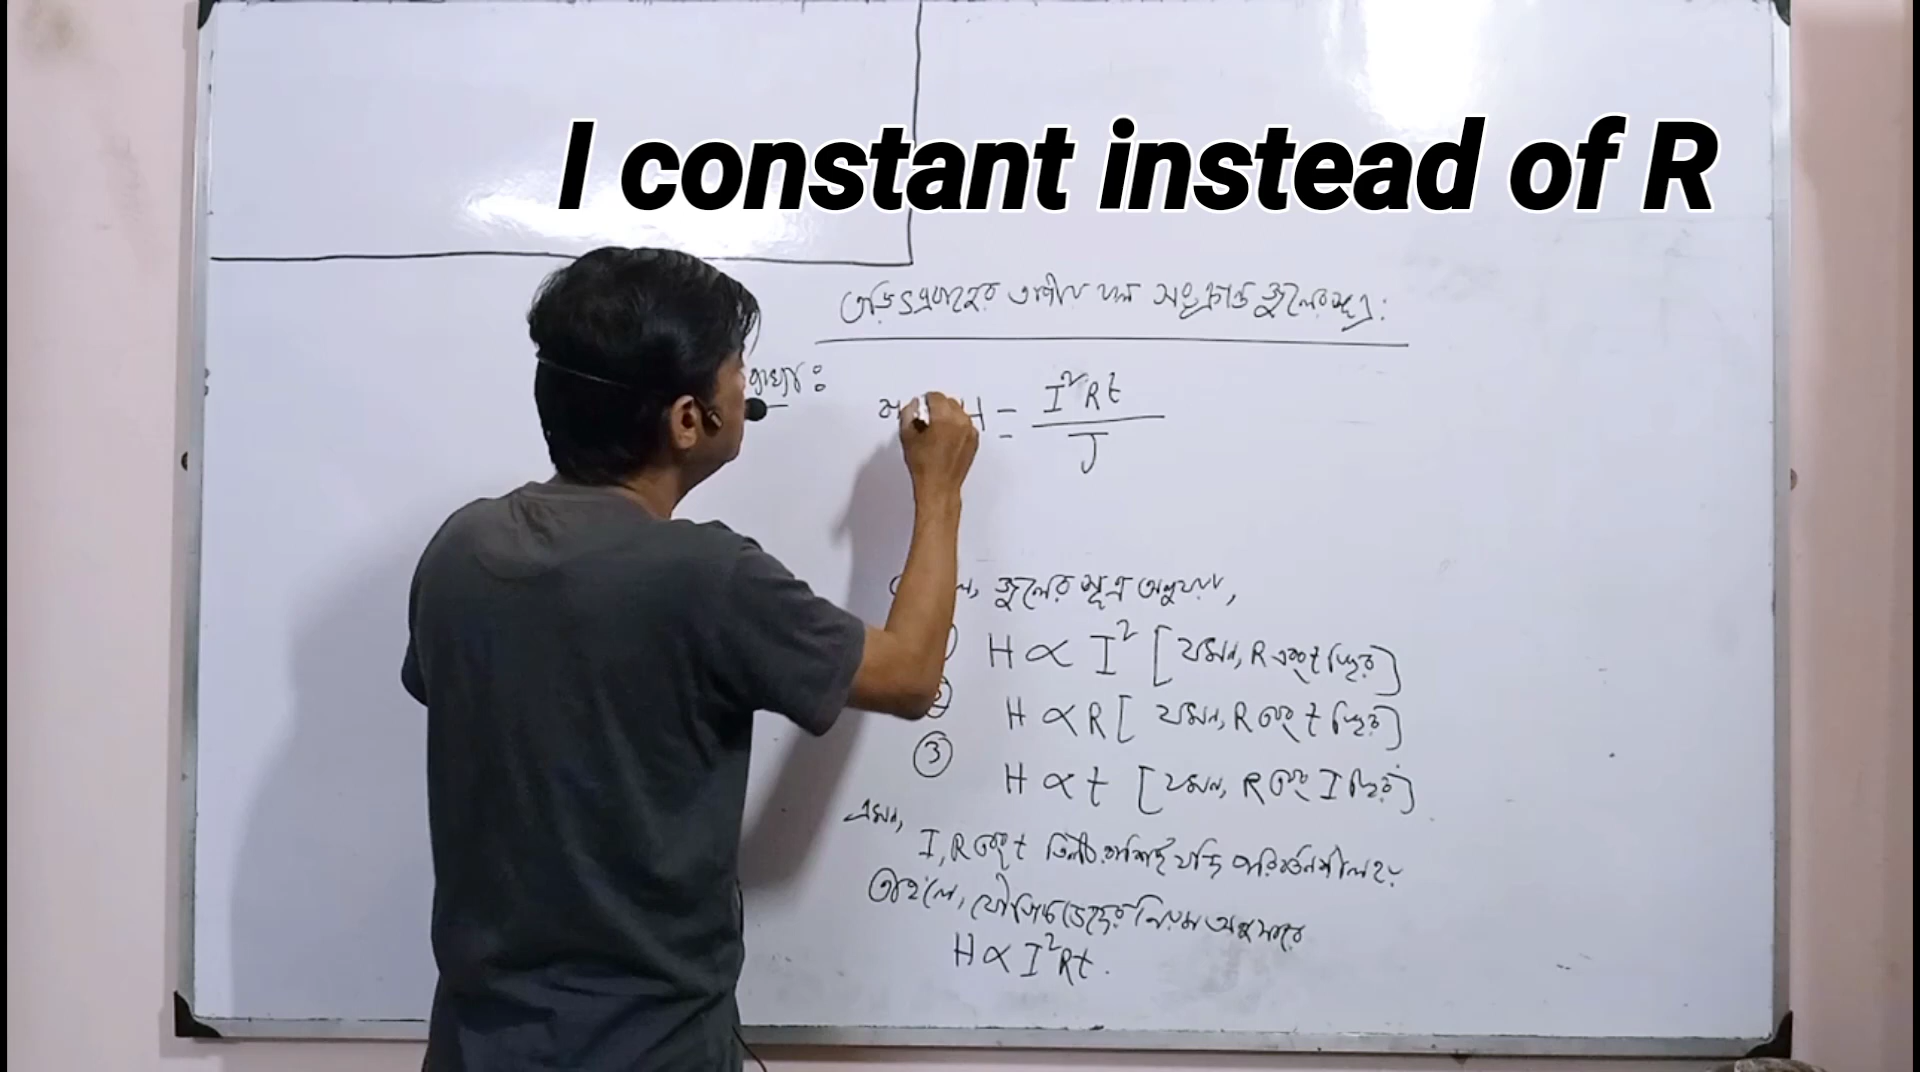 I constant instead of R
তড়িৎপ্রবাহের তাপীয় ফল সংক্রান্ত জুলের সূত্র:
H = I²Rt / J
জুলের সূত্র অনুযায়ী,
H ∝ I² [যখন, R এবং t স্থির]
② H ∝ R [যখন, R এবং t স্থির]
③ H ∝ t [যখন, R এবং I স্থির]
এখন,
I, R এবং t তিনটি রাশিই যদি পরিবর্তনশীল হয়
তাহলে, যৌগিক ভেদের নিয়ম অনুসারে
H ∝ I²Rt.